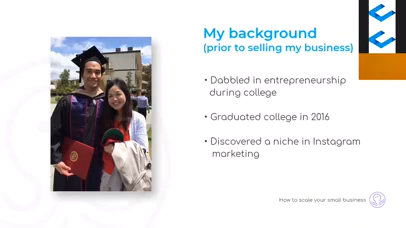 My background
(prior to selling my business)
• Dabbled in entrepreneurship
during college
• Graduated college in 2016
• Discovered a niche in Instagram
marketing
How to scale your small business